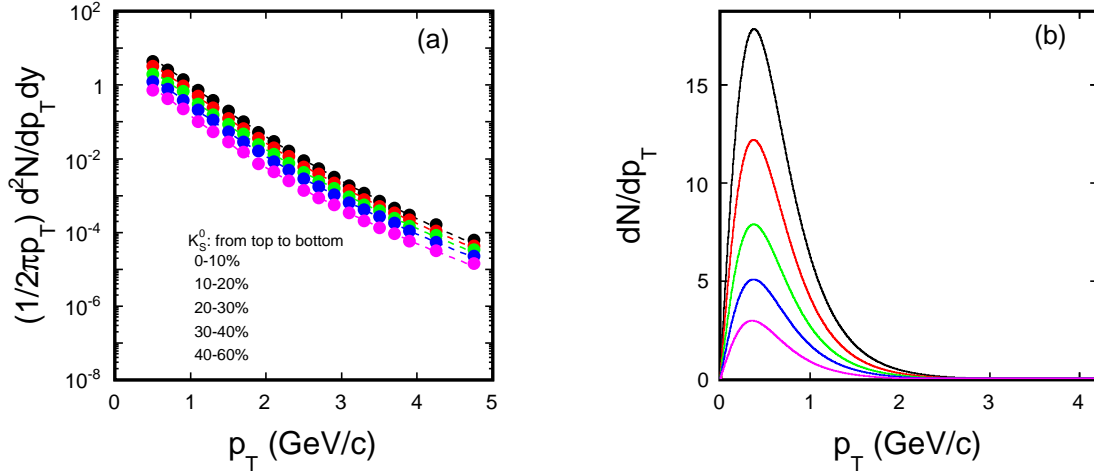 (a)
(1/2πp_T) d^2N/dp_Tdy
10^2
1
10^-2
10^-4
10^-6
10^-8
K_S^0: from top to bottom
0-10%
10-20%
20-30%
30-40%
40-60%
0 1 2 3 4 5
p_T (GeV/c)
(b)
dN/dp_T
15
10
5
0
0 1 2 3 4
p_T (GeV/c)